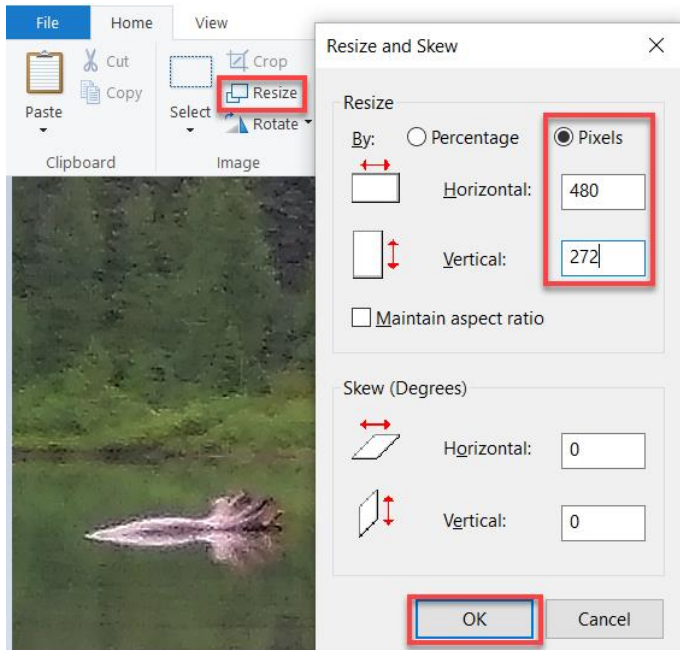 File Home View
Cut
Copy
Paste
Clipboard
Select
Crop
Resize
Rotate
Image
Resize and Skew
Resize
By: Percentage Pixels
Horizontal: 480
Vertical: 272
Maintain aspect ratio
Skew (Degrees)
Horizontal: 0
Vertical: 0
OK Cancel